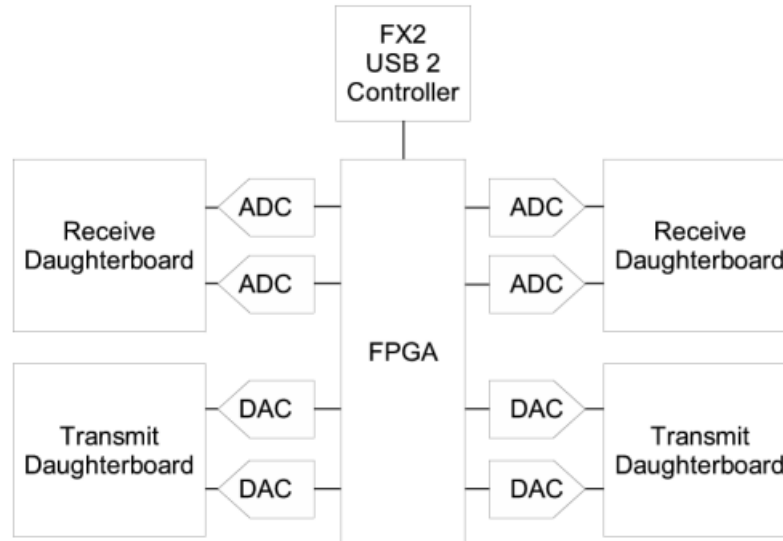 FX2
USB 2
Controller
Receive
Daughterboard
ADC
ADC
ADC
ADC
Receive
Daughterboard
FPGA
Transmit
Daughterboard
DAC
DAC
DAC
DAC
Transmit
Daughterboard